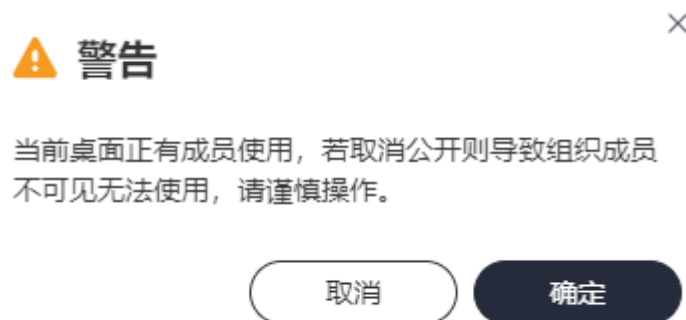 警告
当前桌面正有成员使用，若取消公开则导致组织成员
不可见无法使用，请谨慎操作。
取消
确定